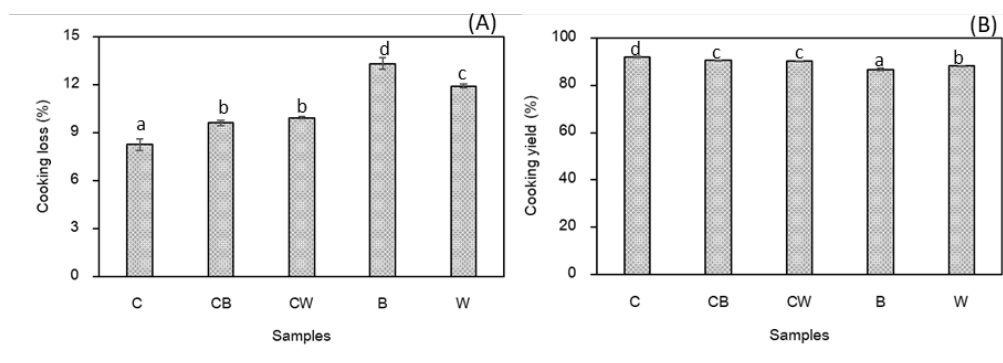 (A)
Cooking loss (%)
15
12
9
6
3
0
a
b
b
d
c
C CB CW B W
Samples
(B)
Cooking yield (%)
100
80
60
40
20
0
d
c
c
a
b
C CB CW B W
Samples